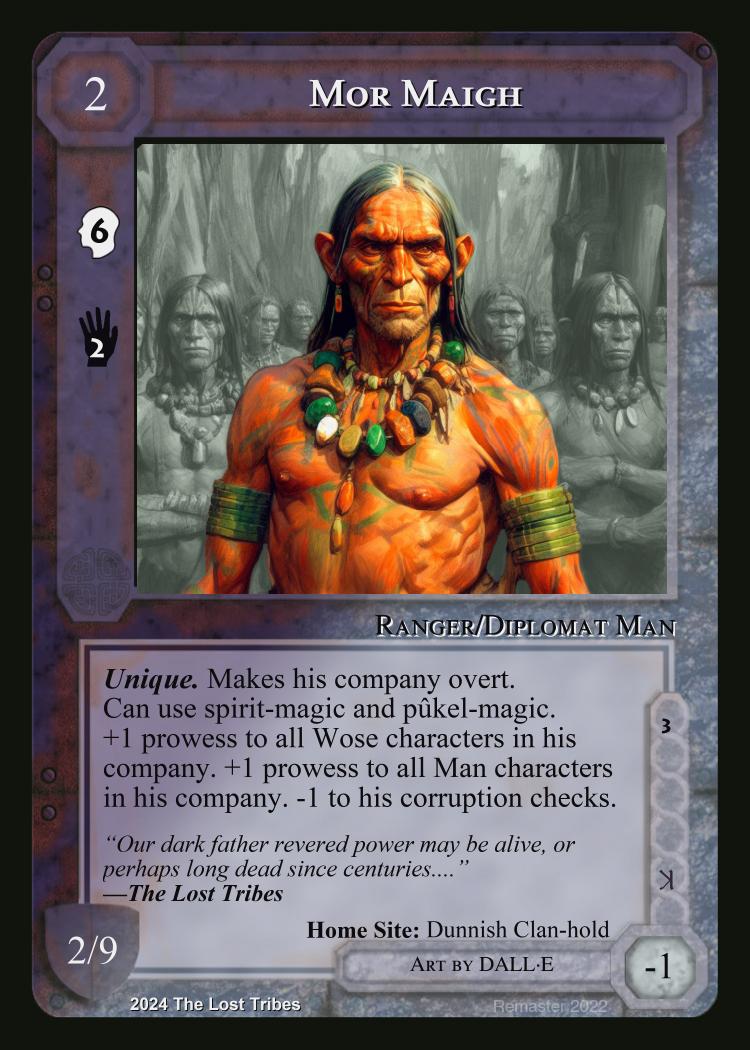 2
Mor Maigh
6
2
Ranger/Diplomat Man
Unique. Makes his company overt.
Can use spirit-magic and pûkel-magic.
+1 prowess to all Wose characters in his
company. +1 prowess to all Man characters
in his company. -1 to his corruption checks.
“Our dark father revered power may be alive, or
perhaps long dead since centuries....”
—The Lost Tribes
Home Site: Dunnish Clan-hold
2/9
Art by DALL·E
-1
2024 The Lost Tribes
Remaster 2022